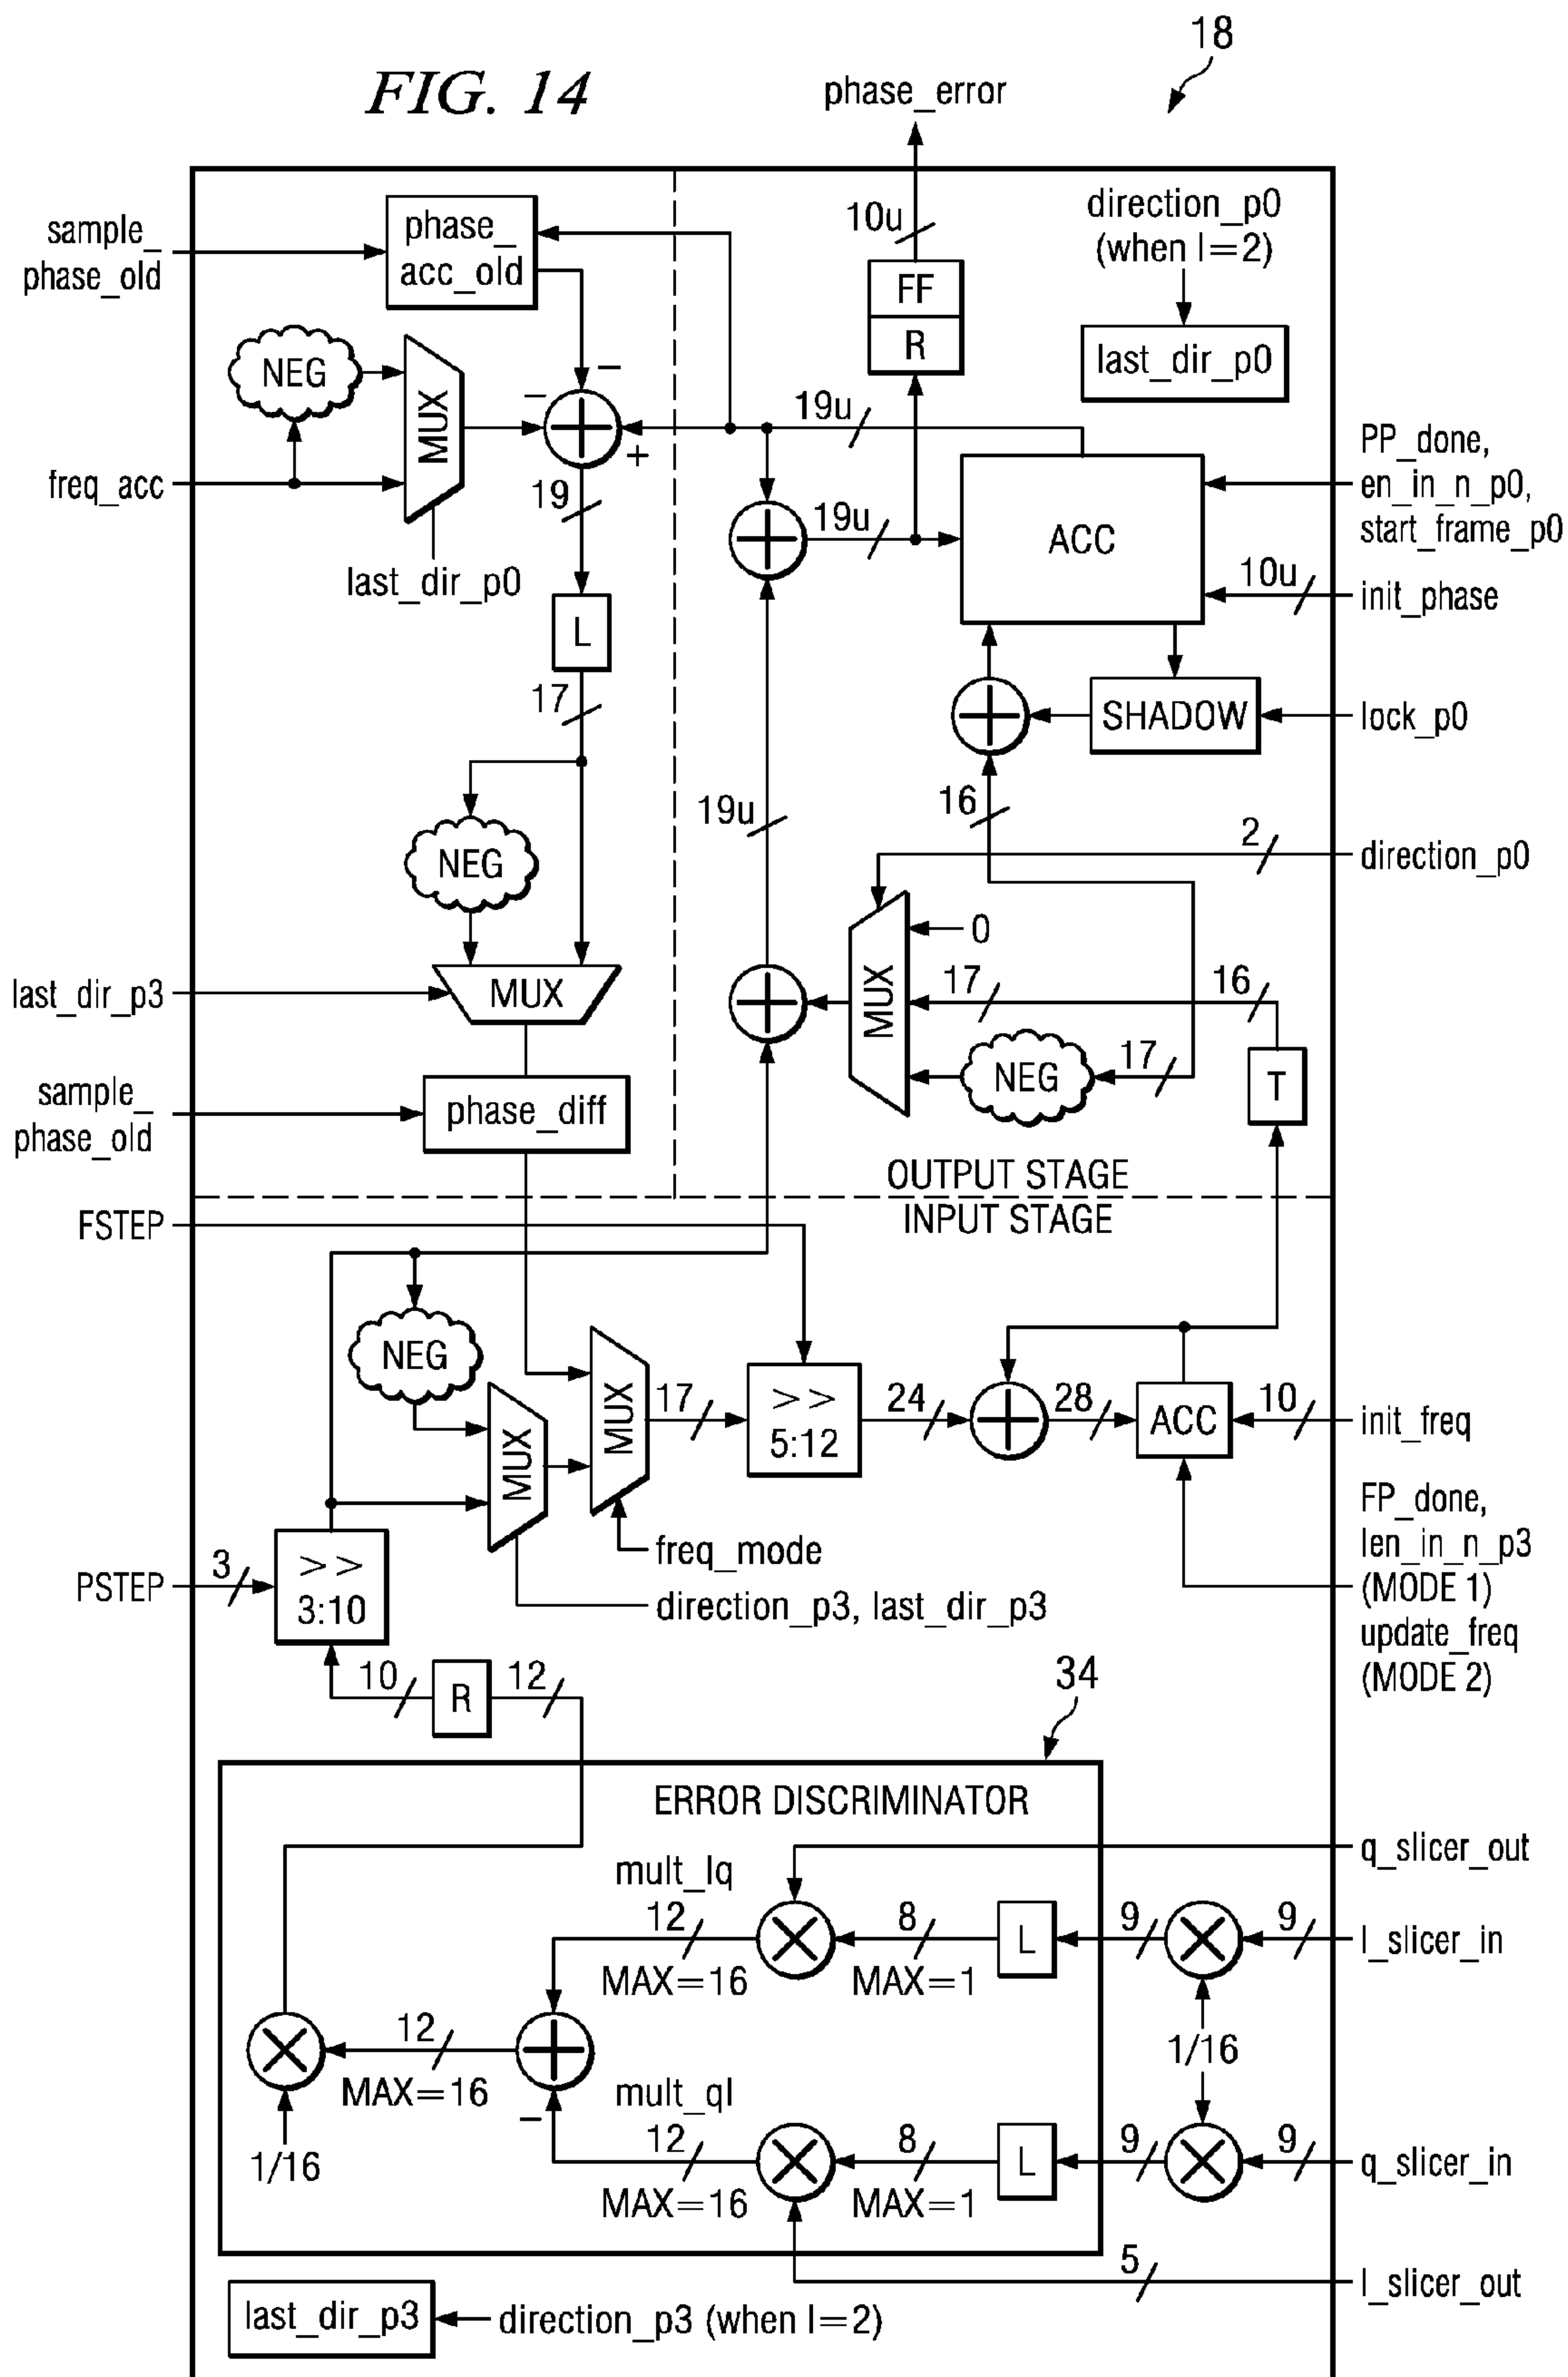 FIG. 14
18
phase_error
sample_
phase_old
phase_
acc_old
10u
FF
R
direction_p0
(when I=2)
last_dir_p0
NEG
MUX
−
−
+
freq_acc
19
last_dir_p0
19u
19u
ACC
PP_done,
en_in_n_p0,
start_frame_p0
10u
init_phase
L
17
SHADOW
lock_p0
16
19u
NEG
2
direction_p0
0
MUX
17
16
last_dir_p3
MUX
NEG
17
T
sample_
phase_old
phase_diff
OUTPUT STAGE
INPUT STAGE
FSTEP
NEG
MUX
MUX
17
>>
5:12
24
28
ACC
10
init_freq
freq_mode
direction_p3, last_dir_p3
FP_done,
len_in_n_p3
(MODE 1)
update_freq
(MODE 2)
PSTEP
3
>>
3:10
10
R
12
34
ERROR DISCRIMINATOR
q_slicer_out
mult_Iq
12
MAX=16
8
MAX=1
L
9
9
I_slicer_in
12
MAX=16
1/16
1/16
−
mult_qI
12
MAX=16
8
MAX=1
L
9
9
q_slicer_in
5
I_slicer_out
last_dir_p3
direction_p3 (when I=2)